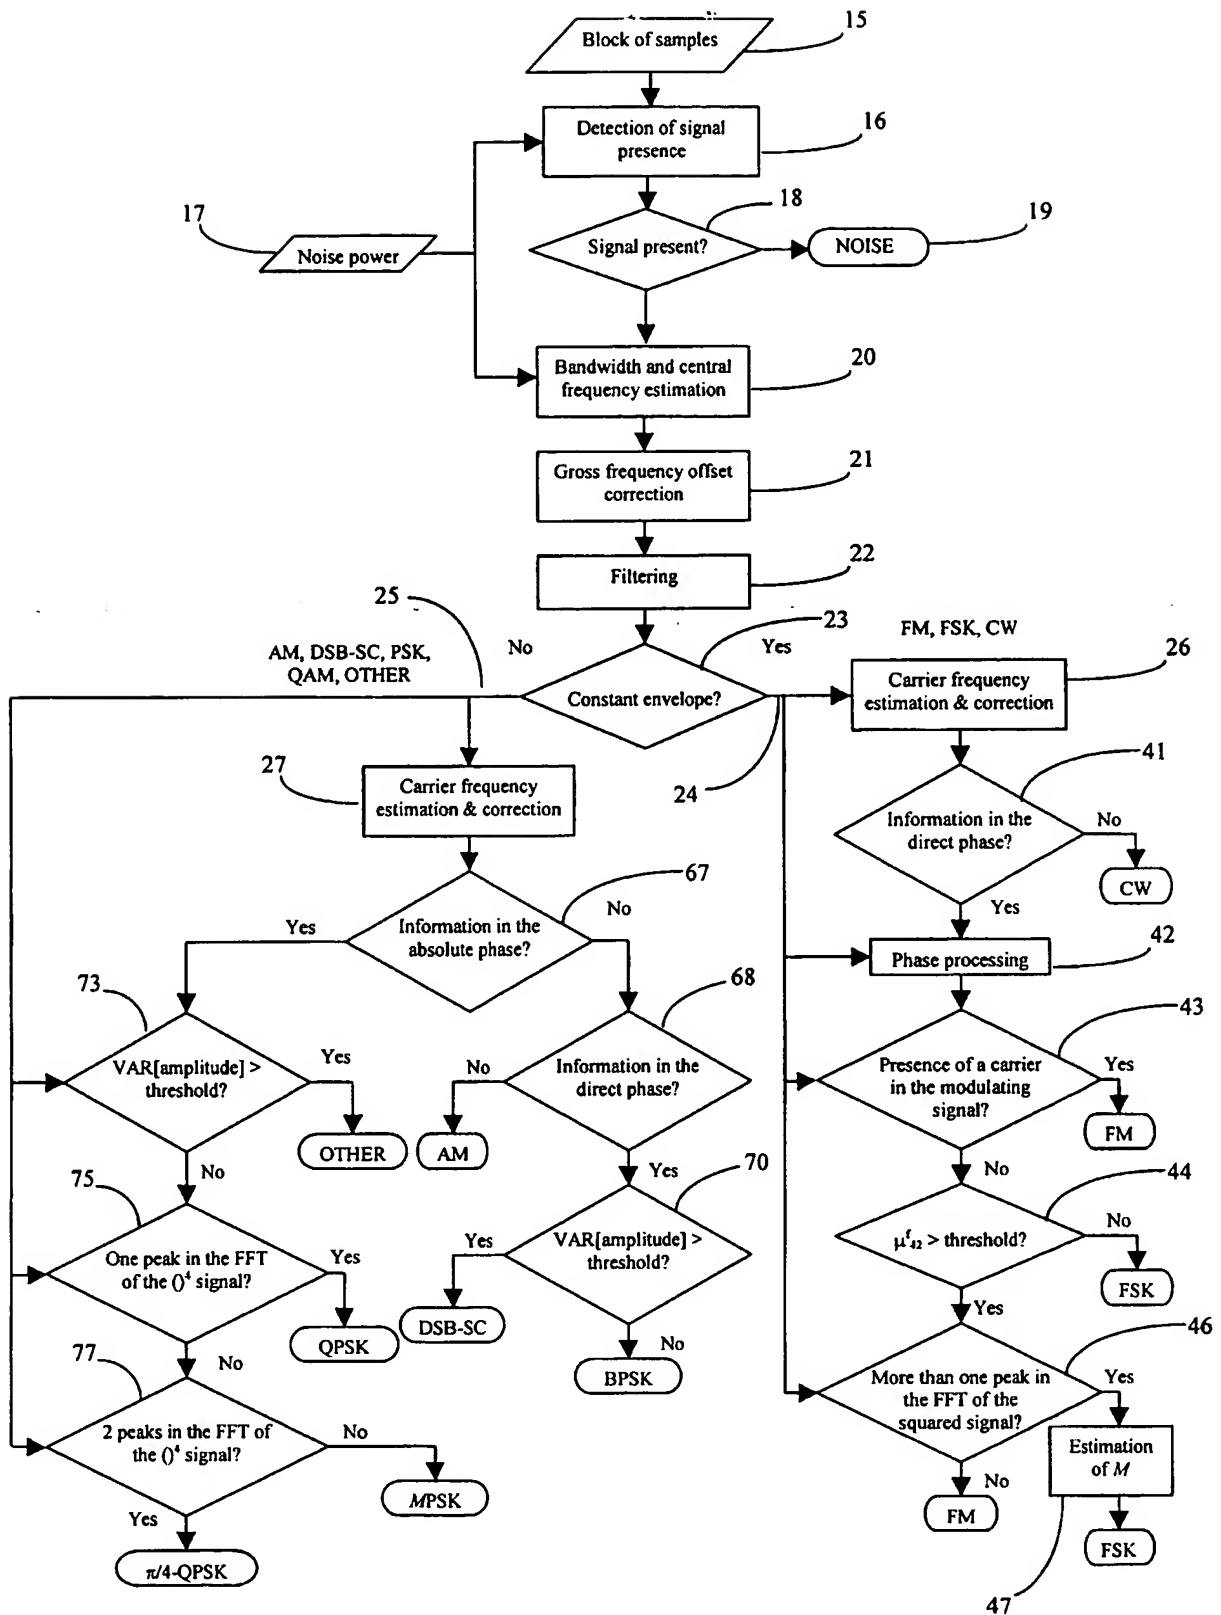 15
Block of samples
Detection of signal
presence
16
17
Noise power
18
Signal present?
19
NOISE
Bandwidth and central
frequency estimation
20
Gross frequency offset
correction
21
Filtering
22
25
23
No
Yes
AM, DSB-SC, PSK,
QAM, OTHER
FM, FSK, CW
Constant envelope?
24
26
Carrier frequency
estimation & correction
27
Carrier frequency
estimation & correction
41
Information in the
direct phase?
No
CW
Yes
67
Information in the
absolute phase?
Yes
No
Phase processing
42
73
VAR[amplitude] >
threshold?
Yes
OTHER
No
68
Information in the
direct phase?
No
AM
Yes
43
Presence of a carrier
in the modulating
signal?
Yes
FM
No
75
One peak in the FFT
of the ()⁴ signal?
Yes
QPSK
No
70
VAR[amplitude] >
threshold?
Yes
DSB-SC
No
BPSK
44
μᶠ₄₂ > threshold?
No
FSK
Yes
77
2 peaks in the FFT of
the ()⁴ signal?
No
MPSK
Yes
π/4-QPSK
46
More than one peak in
the FFT of the
squared signal?
Yes
Estimation
of M
No
FM
FSK
47